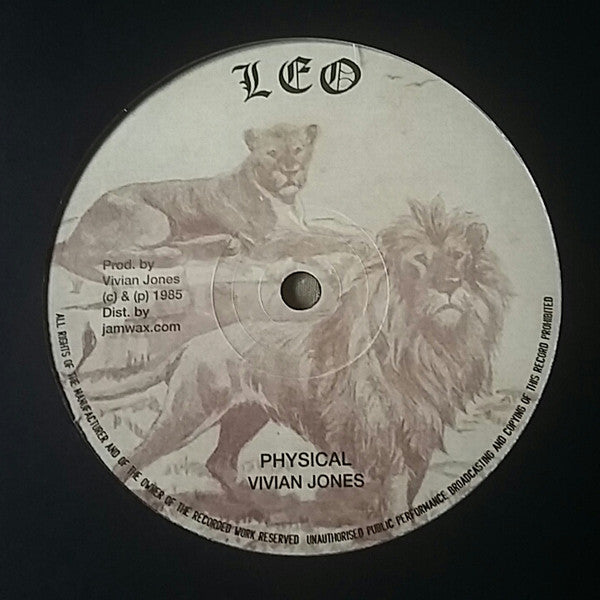 LEO
Prod. by
Vivian Jones
(c) & (p) 1985
Dist. by
jamwax.com
PHYSICAL
VIVIAN JONES
ALL RIGHTS OF THE MANUFACTURER AND OF THE OWNER OF THE RECORDED WORK RESERVED UNAUTHORISED PUBLIC PERFORMANCE BROADCASTING AND COPYING OF THIS RECORD PROHIBITED